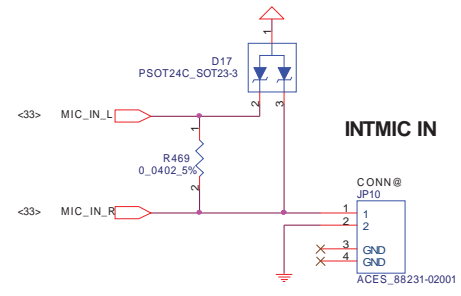 1
D17
PSOT24C_SOT23-3
2
3
<33> MIC_IN_L
1
R469
0_0402_5%
2
INTMIC IN
CONN@
JP10
<33> MIC_IN_R
1 1
2 2
3 GND
4 GND
ACES_88231-02001